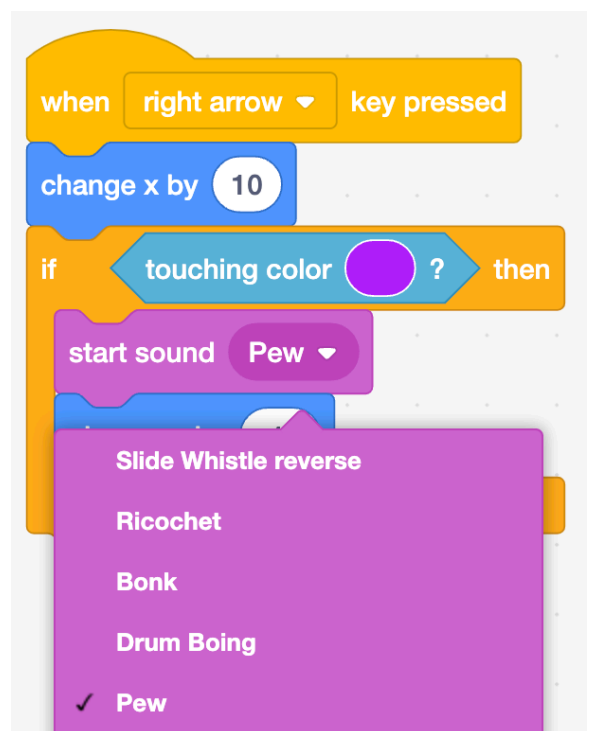 when right arrow key pressed
change x by 10
if touching color ? then
start sound Pew
Slide Whistle reverse
Ricochet
Bonk
Drum Boing
✓ Pew